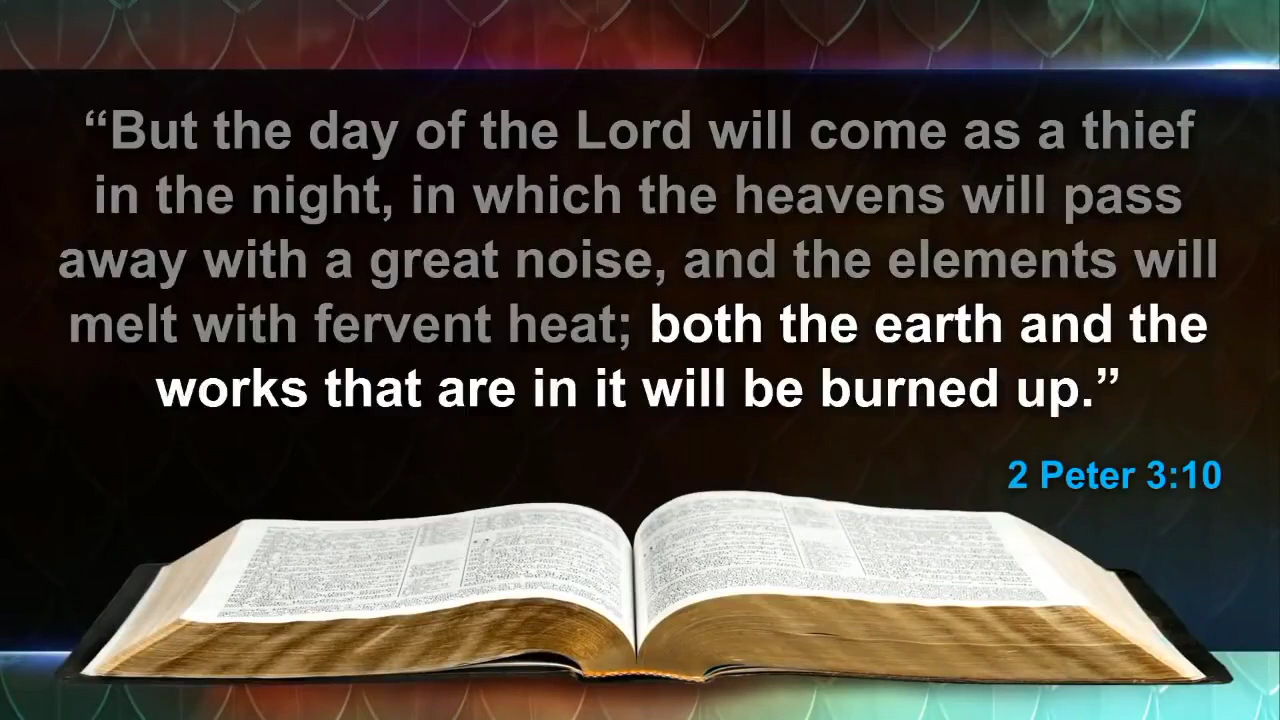 “But the day of the Lord will come as a thief
in the night, in which the heavens will pass
away with a great noise, and the elements will
melt with fervent heat; both the earth and the
works that are in it will be burned up.”
2 Peter 3:10